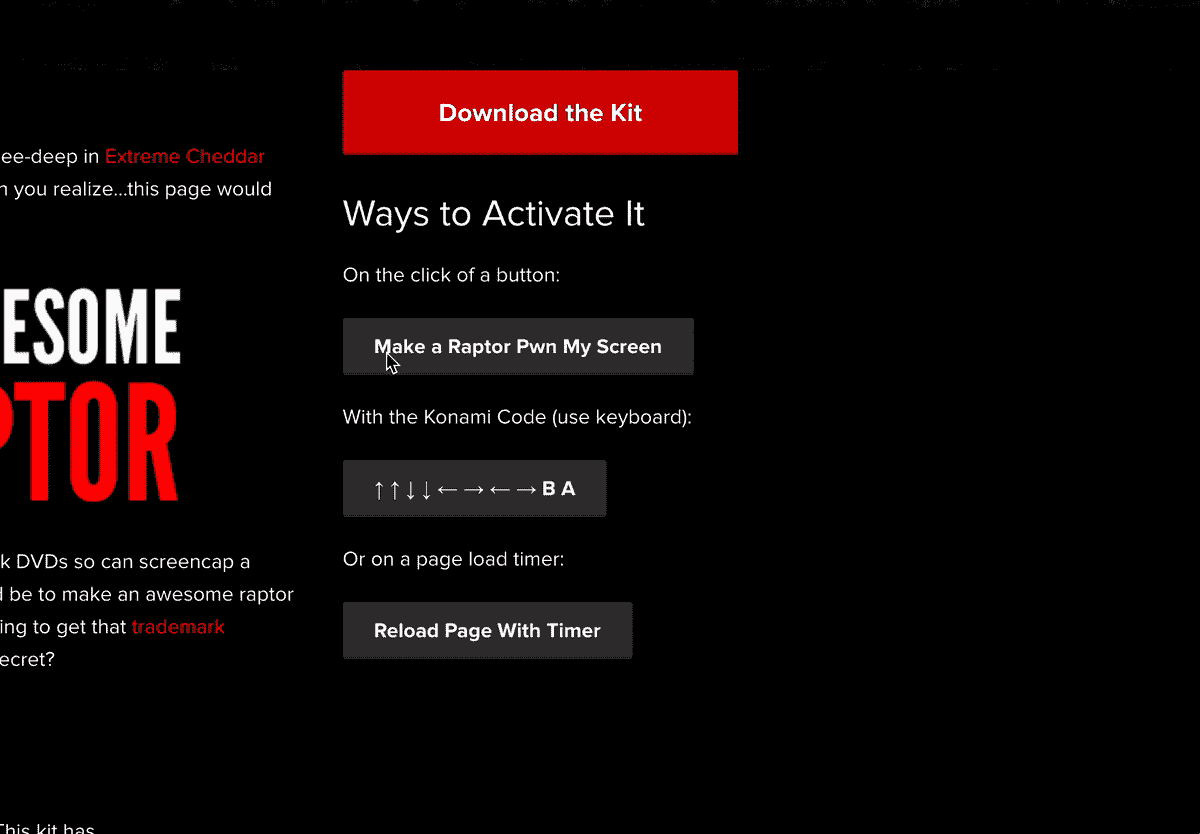 ee-deep in Extreme Cheddar
n you realize...this page would
ESOME
PTOR
k DVDs so can screencap a
d be to make an awesome raptor
ing to get that trademark
ecret?
This kit has
Download the Kit
Ways to Activate It
On the click of a button:
Make a Raptor Pwn My Screen
With the Konami Code (use keyboard):
↑ ↑ ↓ ↓ ← → ← → B A
Or on a page load timer:
Reload Page With Timer